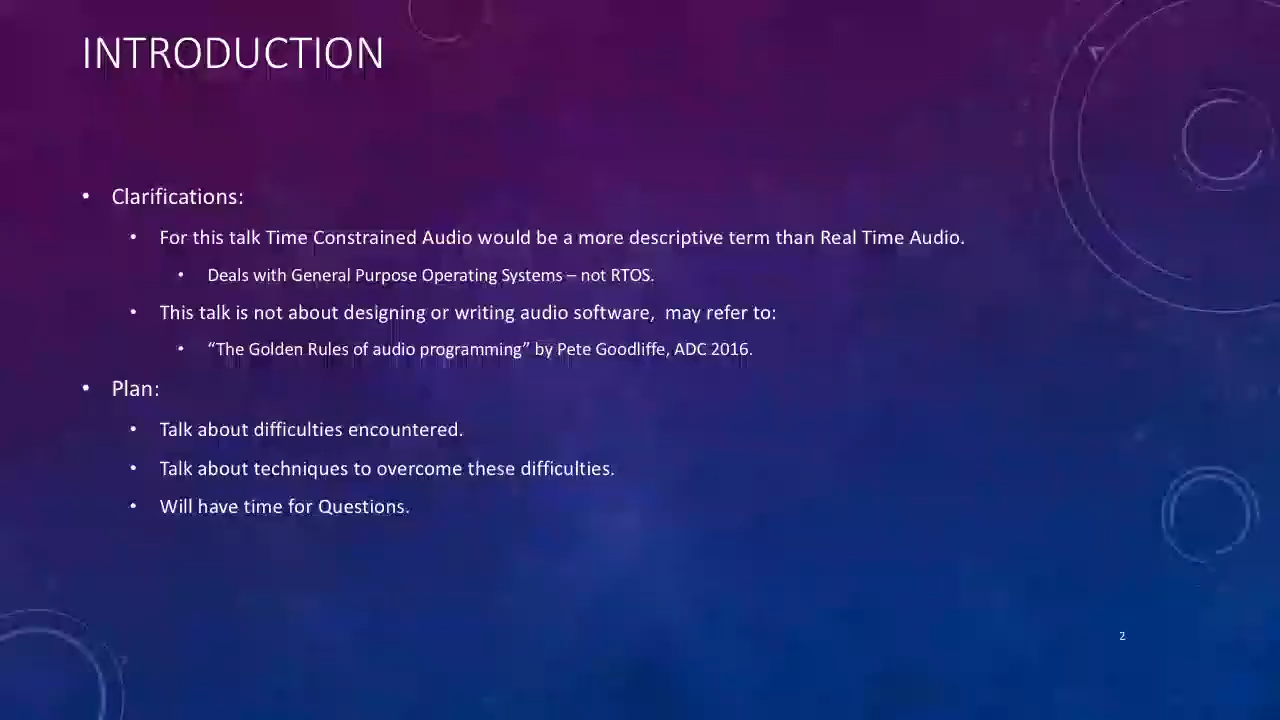 INTRODUCTION
• Clarifications:
• For this talk Time Constrained Audio would be a more descriptive term than Real Time Audio.
• Deals with General Purpose Operating Systems – not RTOS.
• This talk is not about designing or writing audio software,  may refer to:
• “The Golden Rules of audio programming” by Pete Goodliffe, ADC 2016.
• Plan:
• Talk about difficulties encountered.
• Talk about techniques to overcome these difficulties.
• Will have time for Questions.
2